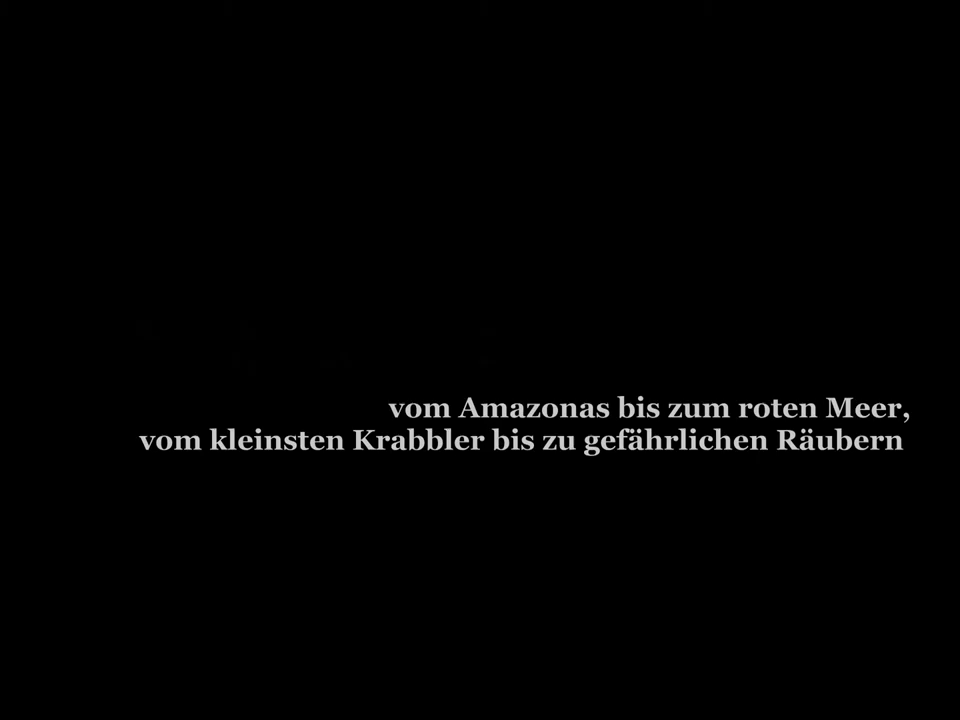 vom Amazonas bis zum roten Meer,
vom kleinsten Krabbler bis zu gefährlichen Räubern